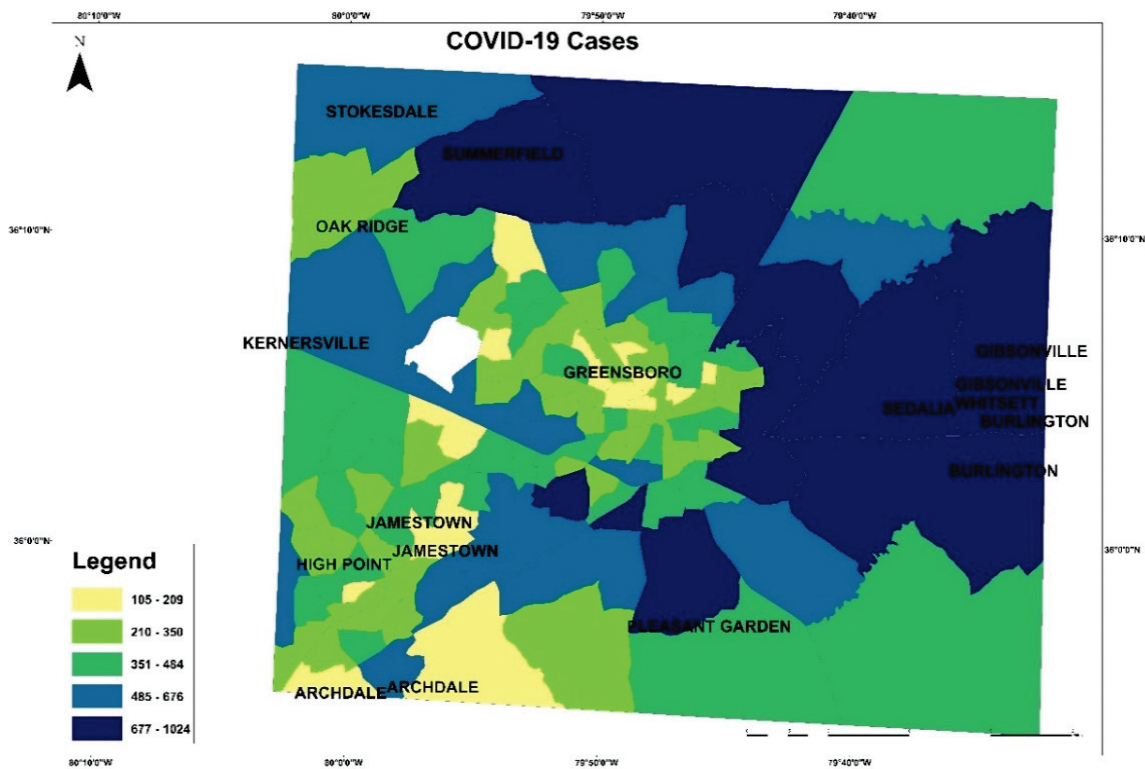 80°10'0"W 80°0'0"W 79°50'0"W 79°40'0"W
COVID-19 Cases
N
STOKESDALE
SUMMERFIELD
OAK RIDGE
36°10'0"N 36°10'0"N
KERNERSVILLE
GIBSONVILLE
GREENSBORO
GIBSONVILLE
SEDALIA
WHITSETT
BURLINGTON
BURLINGTON
JAMESTOWN
36°0'0"N 36°0'0"N
JAMESTOWN
HIGH POINT
PLEASANT GARDEN
ARCHDALE
ARCHDALE
Legend
105 - 209
210 - 350
351 - 484
485 - 676
677 - 1024
80°10'0"W 80°0'0"W 79°50'0"W 79°40'0"W